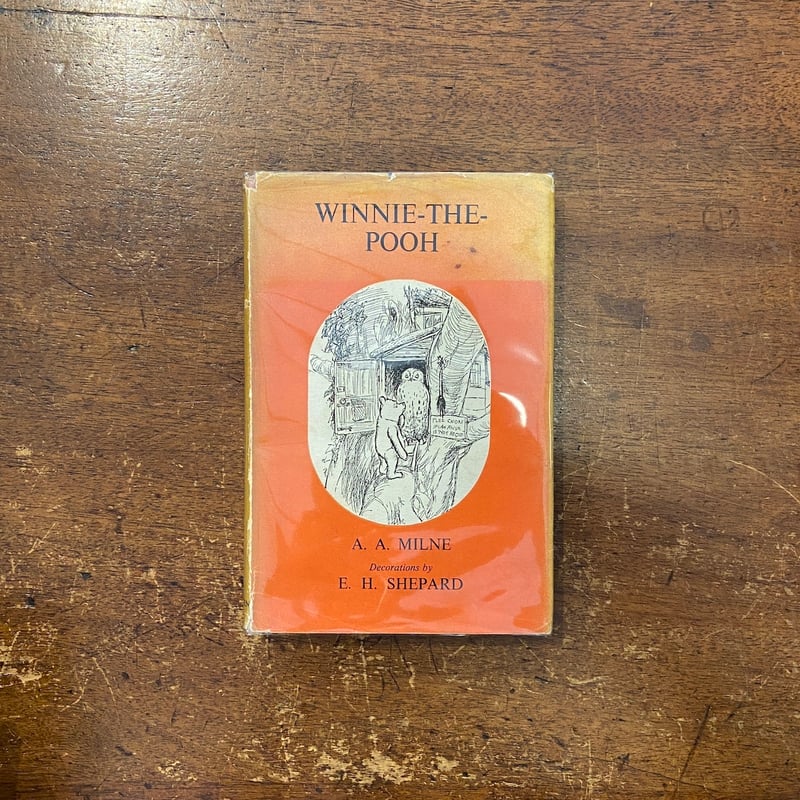 WINNIE-THE-
POOH
A. A. MILNE
Decorations by
E. H. SHEPARD